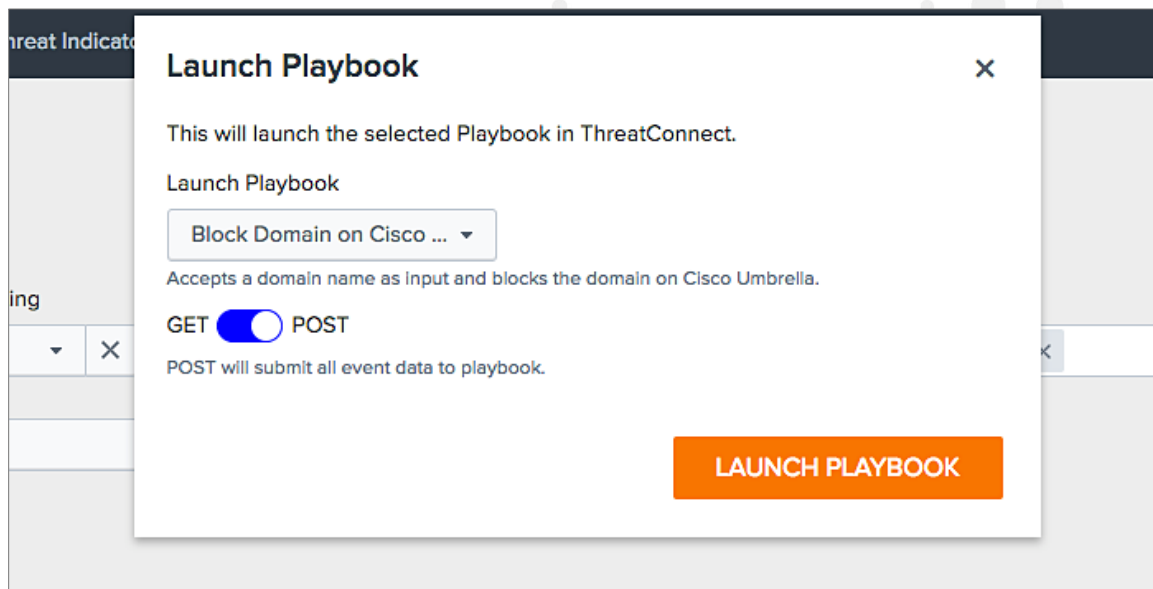 hreat Indicato
Launch Playbook
This will launch the selected Playbook in ThreatConnect.
Launch Playbook
Block Domain on Cisco ...
Accepts a domain name as input and blocks the domain on Cisco Umbrella.
ing
GET POST
POST will submit all event data to playbook.
LAUNCH PLAYBOOK